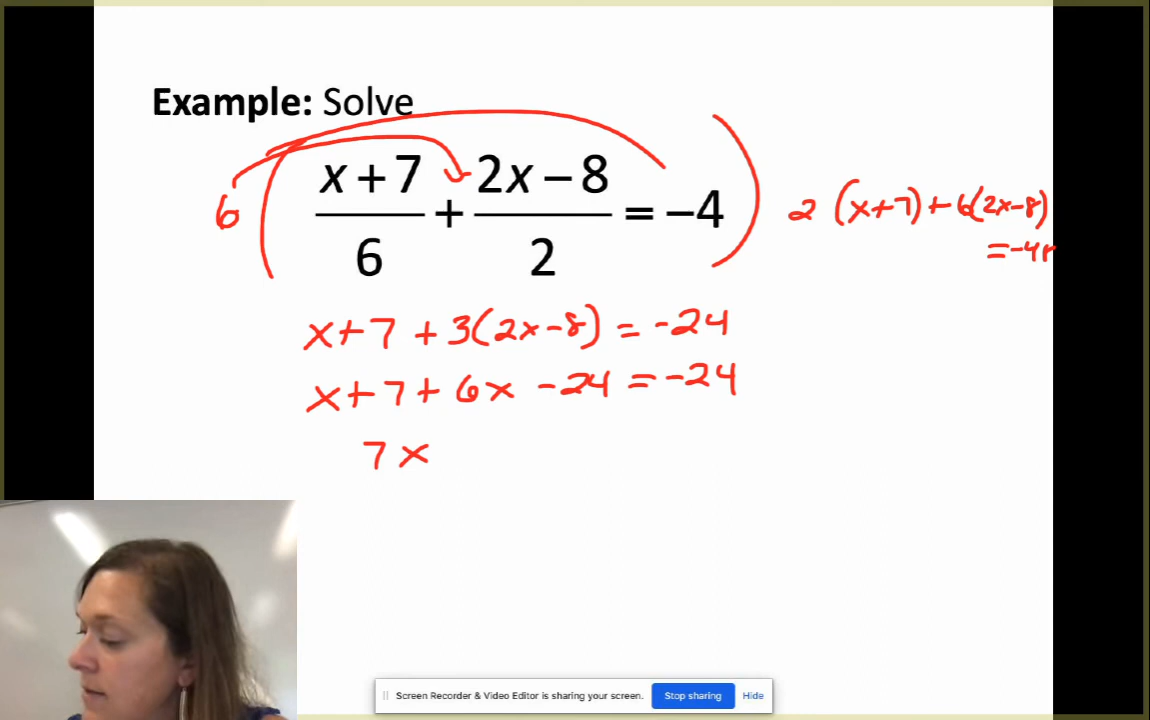 Example: Solve
6 ( x+7/6 + 2x−8/2 = −4 )
2 (x+7) + 6(2x-8)
= -4
x+7 + 3(2x-8) = -24
x+7+6x -24 = -24
7x
Screen Recorder & Video Editor is sharing your screen. Stop sharing Hide